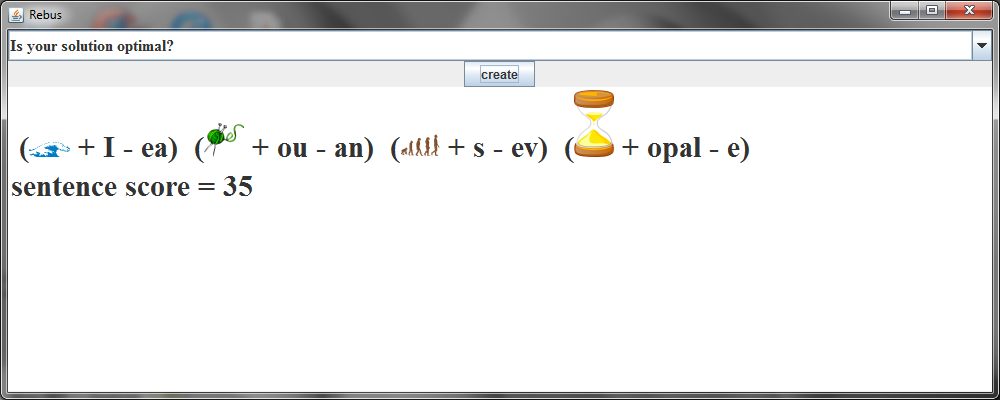 Rebus
Is your solution optimal?
create
( + I - ea) ( + ou - an) ( + s - ev) ( + opal - e)
sentence score = 35